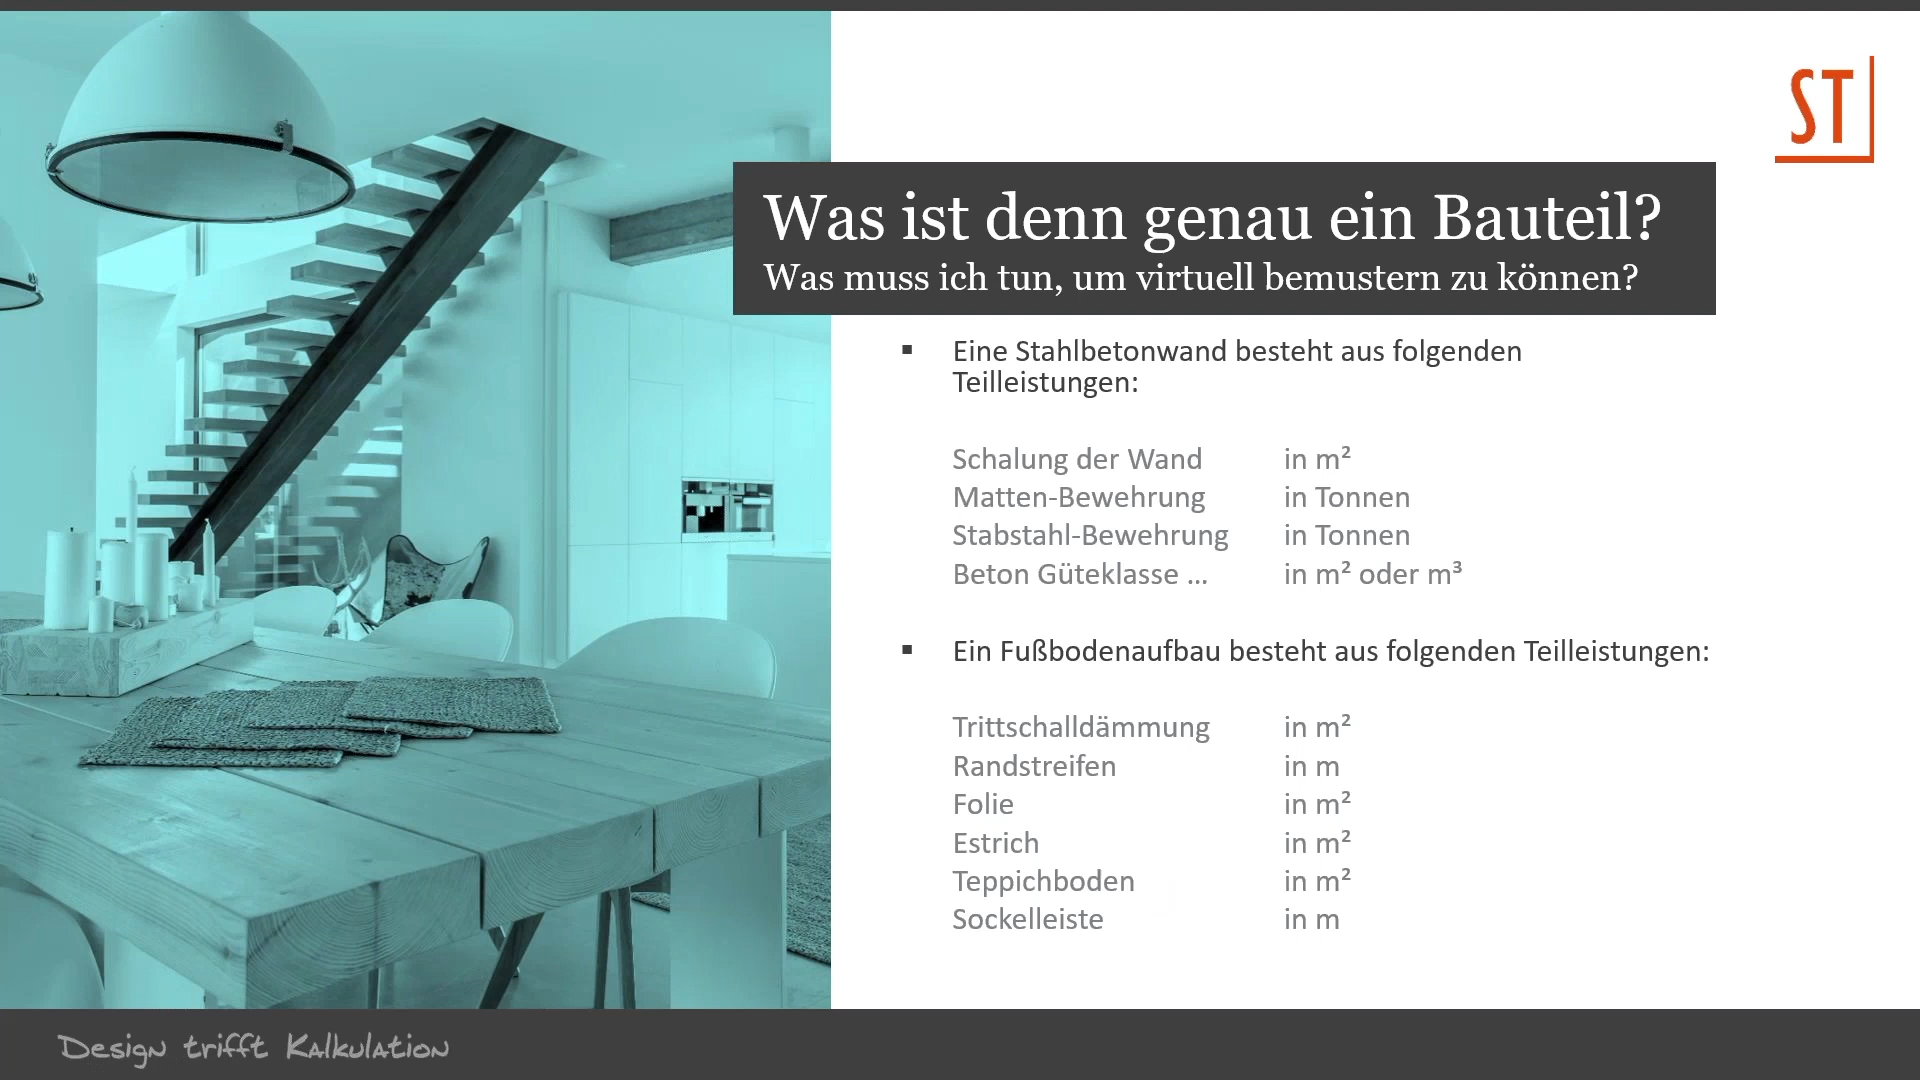 ST
Was ist denn genau ein Bauteil?
Was muss ich tun, um virtuell bemustern zu können?
▪ Eine Stahlbetonwand besteht aus folgenden
Teilleistungen:
Schalung der Wand in m²
Matten-Bewehrung in Tonnen
Stabstahl-Bewehrung in Tonnen
Beton Güteklasse ... in m² oder m³
▪ Ein Fußbodenaufbau besteht aus folgenden Teilleistungen:
Trittschalldämmung in m²
Randstreifen in m
Folie in m²
Estrich in m²
Teppichboden in m²
Sockelleiste in m
Design trifft Kalkulation